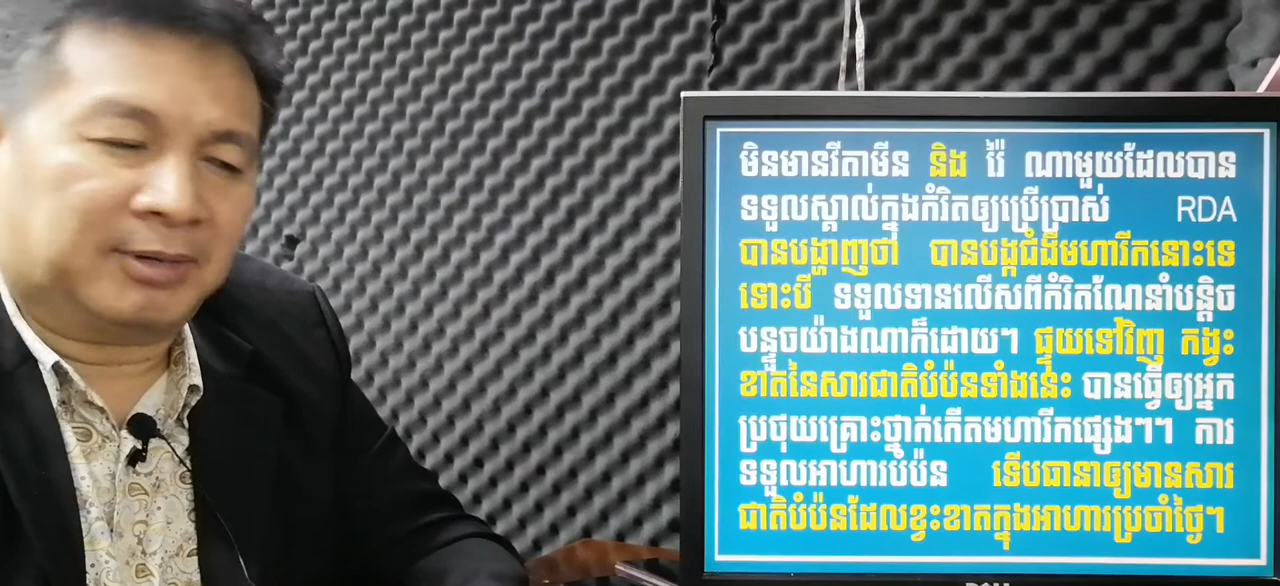 មិនមានវីតាមីន និង រ៉ែ ណាមួយដែលបាន
ទទួលស្គាល់ក្នុងកំរិតឲ្យប្រើប្រាស់ RDA
បានបង្ហាញថា បានបង្កជំងឺមហារីកនោះទេ
ទោះបី ទទួលទានលើសពីកំរិតណែនាំបន្តិច
បន្ទួចយ៉ាងណាក៏ដោយៗ ផ្ទុយទៅវិញ កង្វះ
ខាតនៃសារជាតិបំប៉នទាំងនេះ បានធ្វើឲ្យអ្នក
ប្រថុយគ្រោះថ្នាក់កើតមហារីកផ្សេងៗៗ ការ
ទទួលអាហារបំប៉ន ទើបធានាឲ្យមានសារ
ជាតិបំប៉នដែលខ្វះខាតក្នុងអាហារប្រចាំថ្ងៃៗ